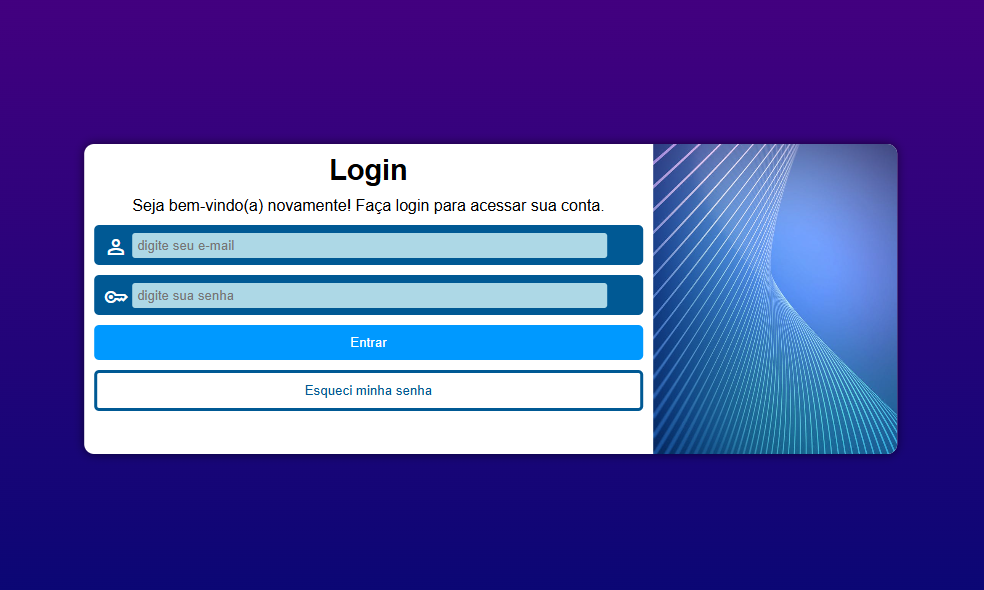 Login
Seja bem-vindo(a) novamente! Faça login para acessar sua conta.
digite seu e-mail
digite sua senha
Entrar
Esqueci minha senha